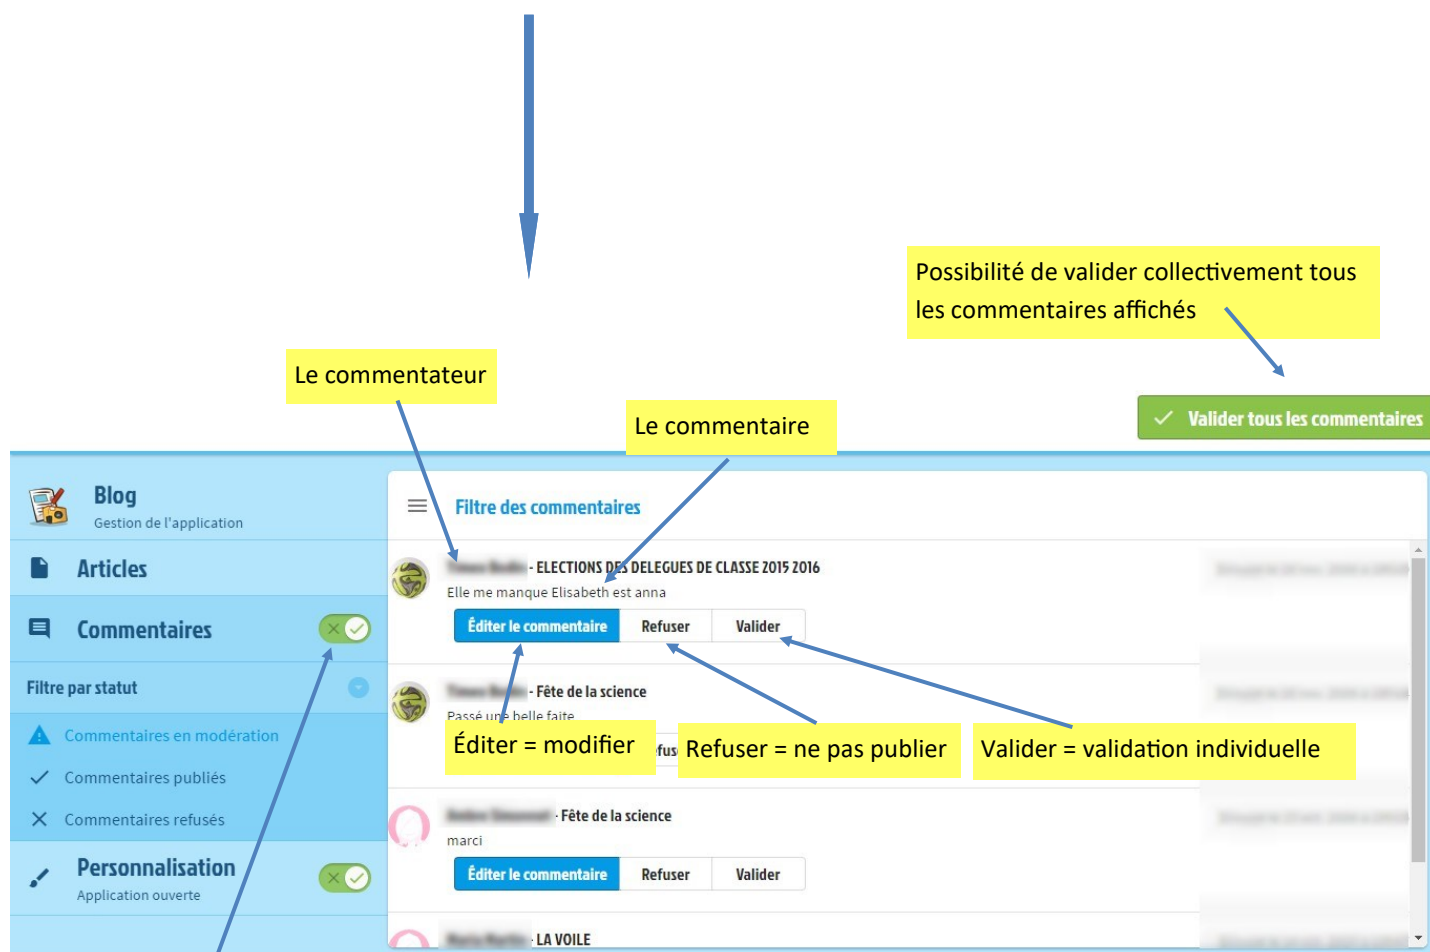 Possibilité de valider collectivement tous
les commentaires affichés
Le commentateur
Le commentaire
Valider tous les commentaires
Blog
Gestion de l'application
Articles
Commentaires
Filtre par statut
Commentaires en modération
Commentaires publiés
Commentaires refusés
Personnalisation
Application ouverte
Filtre des commentaires
- ELECTIONS DES DELEGUES DE CLASSE 2015 2016
Elle me manque Elisabeth est anna
Éditer le commentaire Refuser Valider
- Fête de la science
Passé une belle faite
Éditer = modifier
Refuser = ne pas publier
Valider = validation individuelle
- Fête de la science
marci
Éditer le commentaire Refuser Valider
- LA VOILE